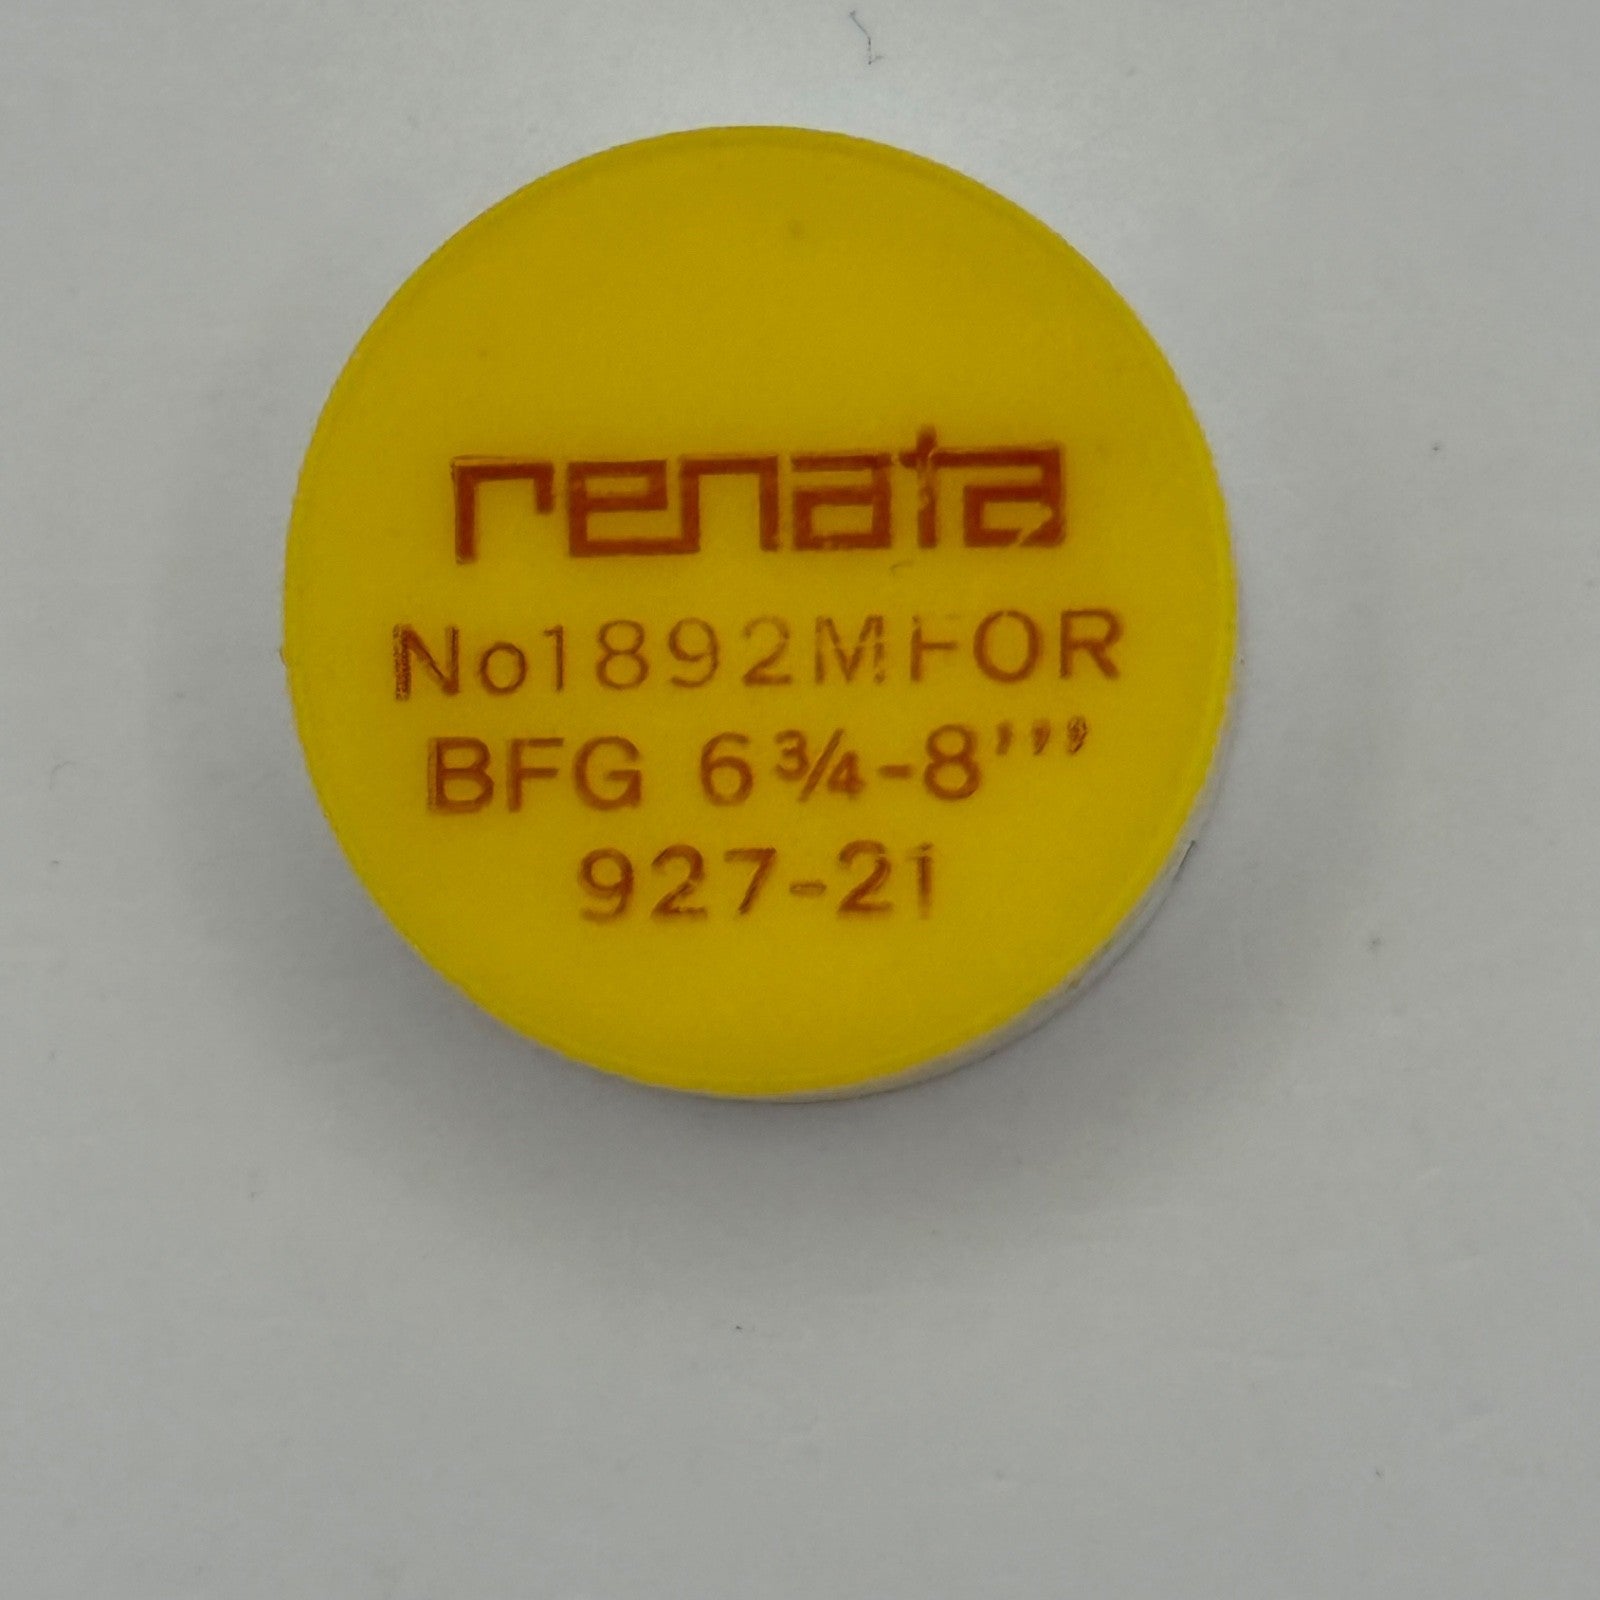 renata
No1892MFOR
BFG 6¾-8'''
927-21